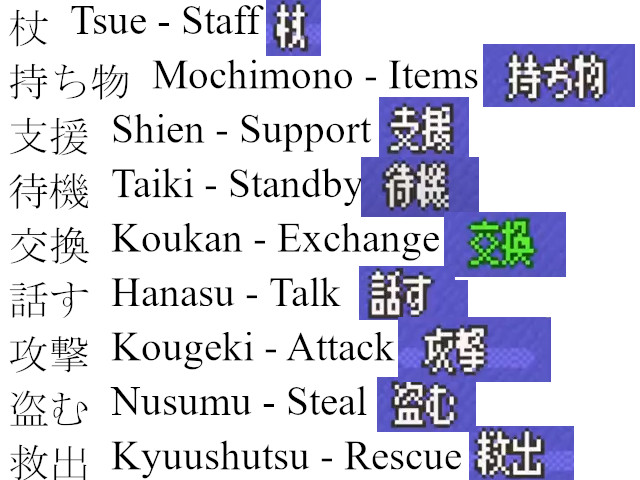 杖 Tsue - Staff 杖
持ち物 Mochimono - Items 持ち物
支援 Shien - Support 支援
待機 Taiki - Standby 待機
交換 Koukan - Exchange 交換
話す Hanasu - Talk 話す
攻撃 Kougeki - Attack 攻撃
盗む Nusumu - Steal 盗む
救出 Kyuushutsu - Rescue 救出